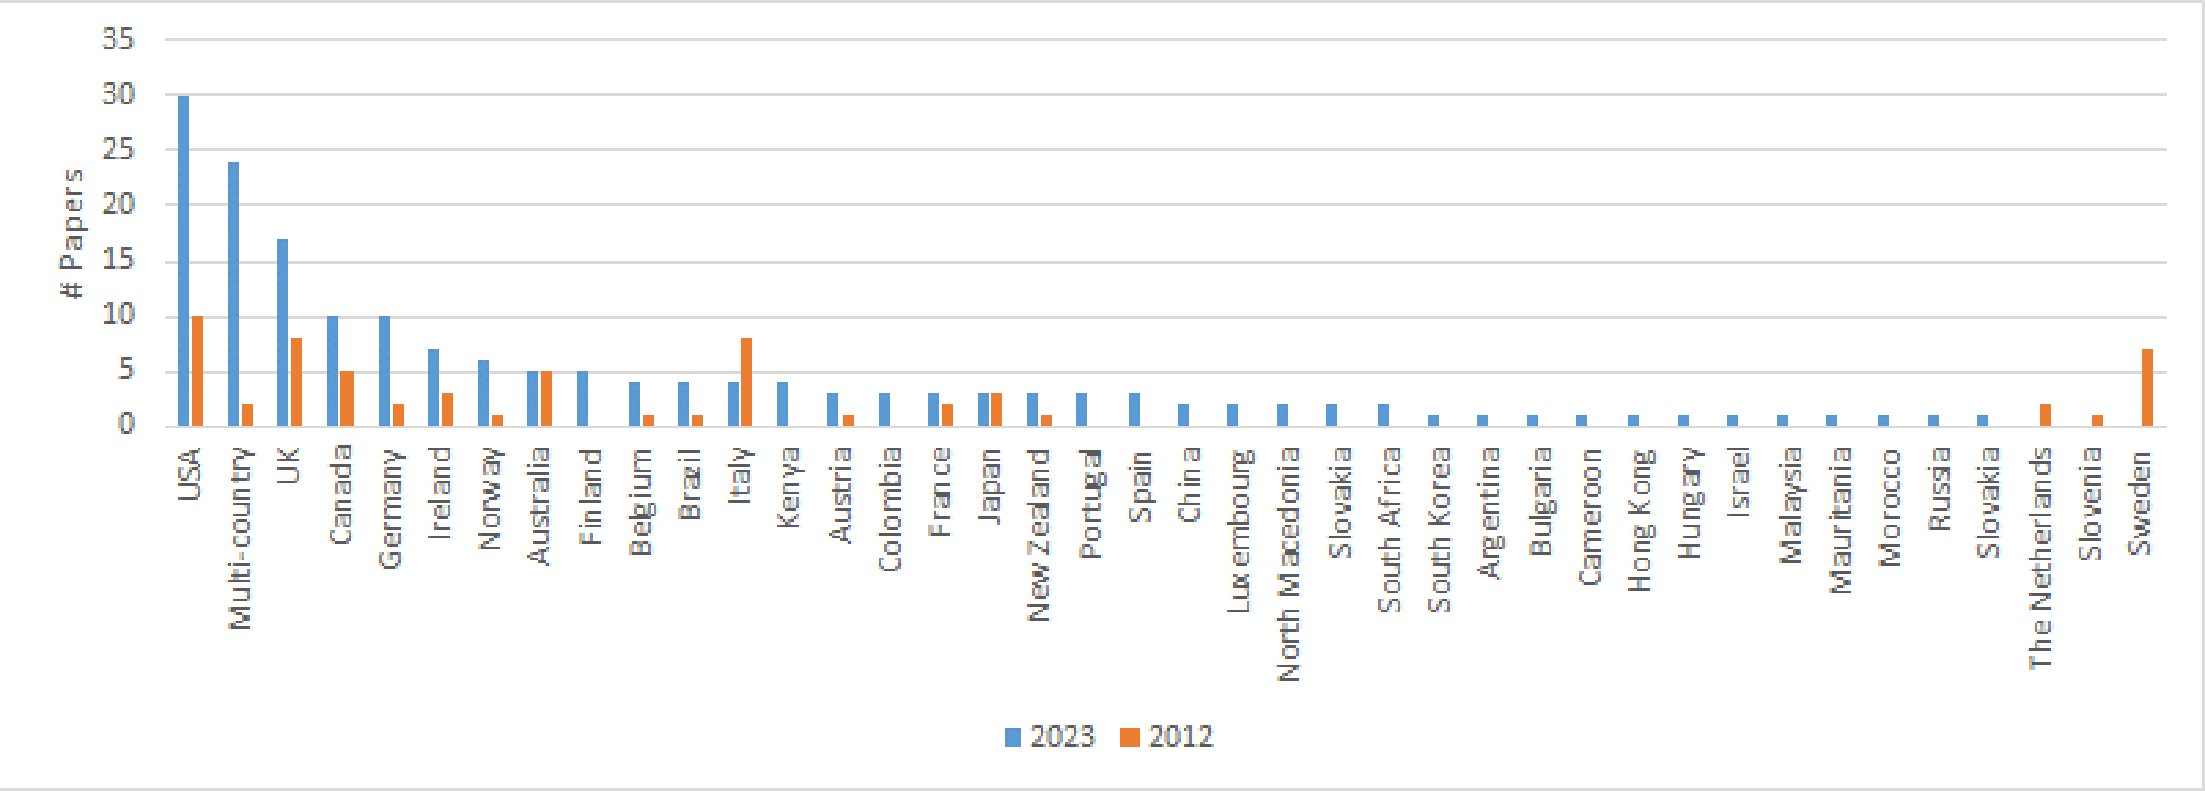 # Papers
35
30
25
20
15
10
5
0
USA
Multi-country
UK
Canada
Germany
Ireland
Norway
Australia
Finland
Belgium
Brazil
Italy
Kenya
Austria
Colombia
France
Japan
New Zealand
Portugal
Spain
China
Luxembourg
North Macedonia
Slovakia
South Africa
South Korea
Argentina
Bulgaria
Cameroon
Hong Kong
Hungary
Israel
Malaysia
Mauritania
Moroco
Russia
Slovakia
The Netherlands
Slovenia
Sweden
2023 2012